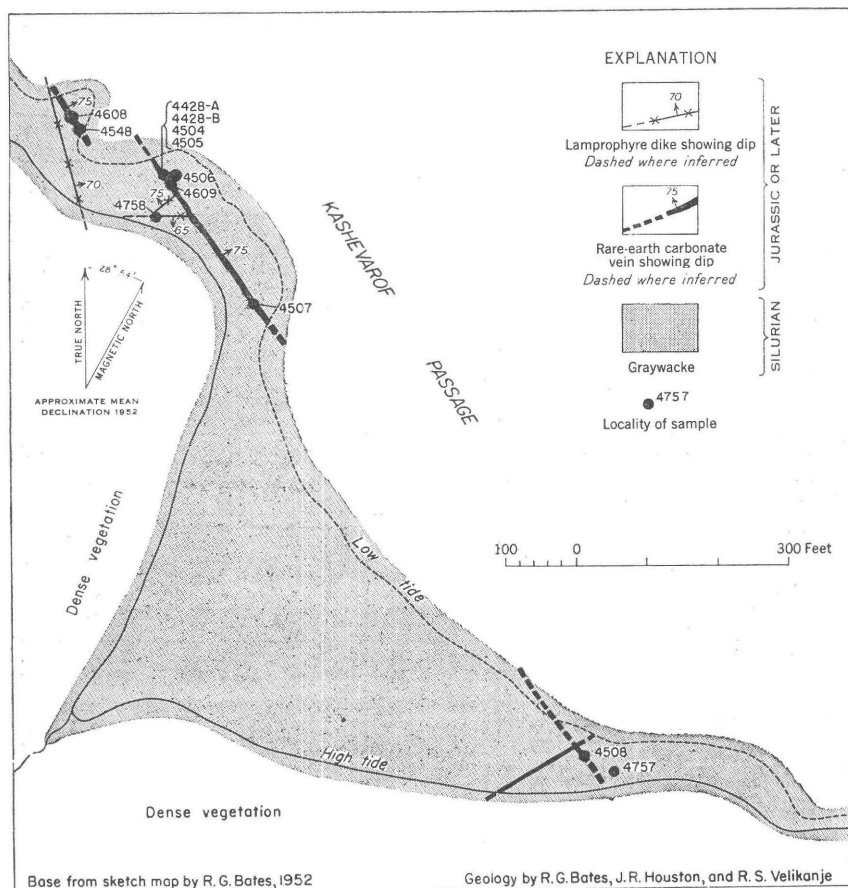 EXPLANATION
70
Lamprophyre dike showing dip
Dashed where inferred
75
Rare-earth carbonate
vein showing dip
Dashed where inferred
JURASSIC OR LATER
Graywacke
SILURIAN
4757
Locality of sample
75
4608
4548
70
4428-A
4428-B
4504
4505
4506
4609
75
4758
65
75
4507
KASHEVAROF
PASSAGE
28° 54'
TRUE NORTH
MAGNETIC NORTH
APPROXIMATE MEAN
DECLINATION 1952
Dense vegetation
Low tide
100 0 300 Feet
4508
4757
High tide
Dense vegetation
Base from sketch map by R.G. Bates, 1952
Geology by R.G. Bates, J.R. Houston, and R.S. Velikanje